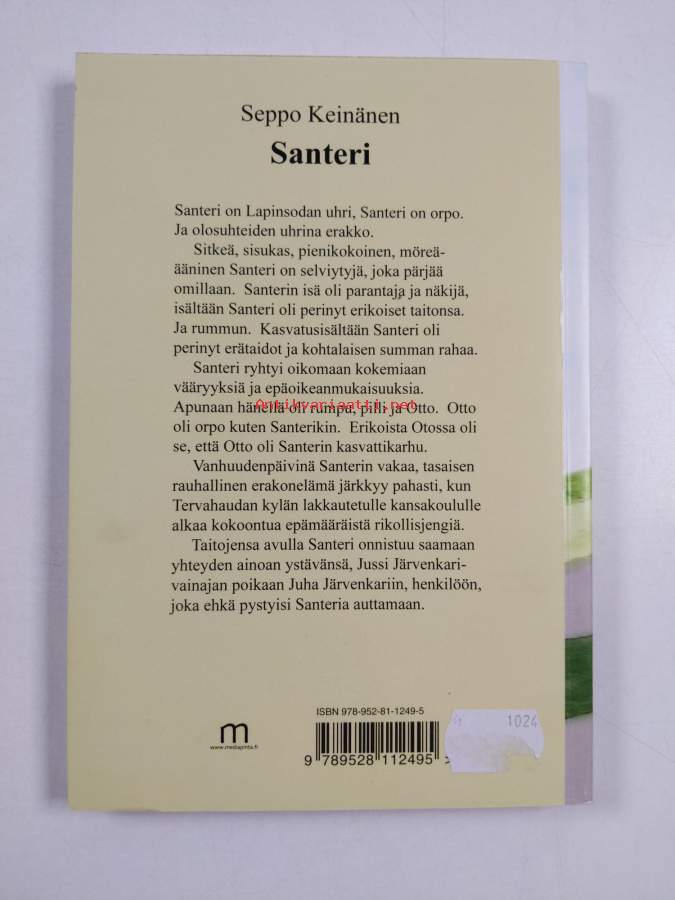 Seppo Keinänen
Santeri
Santeri on Lapinsodan uhri, Santeri on orpo.
Ja olosuhteiden uhrina erakko.
Sitkeä, sisukas, pienikokoinen, möreä-
ääninen Santeri on selviytyjä, joka pärjää
omillaan. Santerin isä oli parantaja ja näkijä,
isältään Santeri oli perinyt erikoiset taitonsa.
Ja rummun. Kasvatusisältään Santeri oli
perinyt erätaidot ja kohtalaisen summan rahaa.
Santeri ryhtyi oikomaan kokemiaan
vääryyksiä ja epäoikeanmukaisuuksia.
Apunaan hänellä oli rumpu, pilli ja Otto. Otto
Antikvariaatti.net
oli orpo kuten Santerikin. Erikoista Otossa oli
se, että Otto oli Santerin kasvattikarhu.
Vanhuudenpäivinä Santerin vakaa, tasaisen
rauhallinen erakonelämä järkkyy pahasti, kun
Tervahaudan kylän lakkautetulle kansakoululle
alkaa kokoontua epämääräistä rikollisjengiä.
Taitojensa avulla Santeri onnistuu saamaan
yhteyden ainoan ystävänsä, Jussi Järvenkari-
vainajan poikaan Juha Järvenkariin, henkilöön,
joka ehkä pystyisi Santeria auttamaan.
ISBN 978-952-81-1249-5
1024
m
www.mediapinta.fi
9 789528 112495